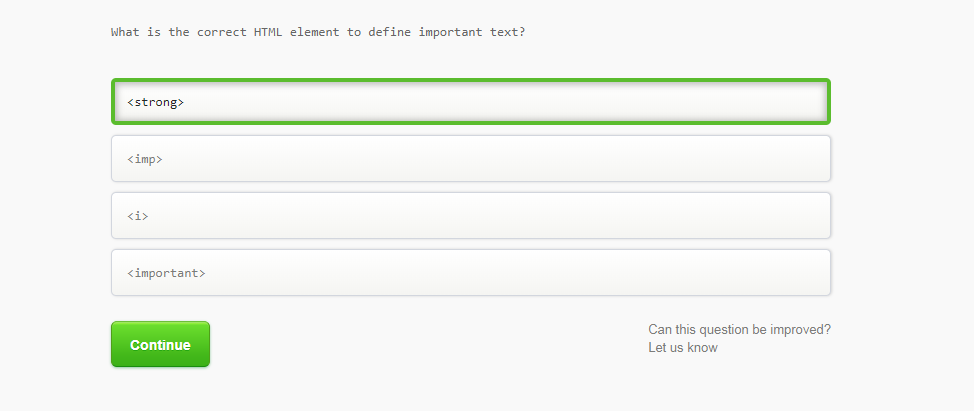 What is the correct HTML element to define important text?
<strong>
<imp>
<i>
<important>
Continue
Can this question be improved?
Let us know